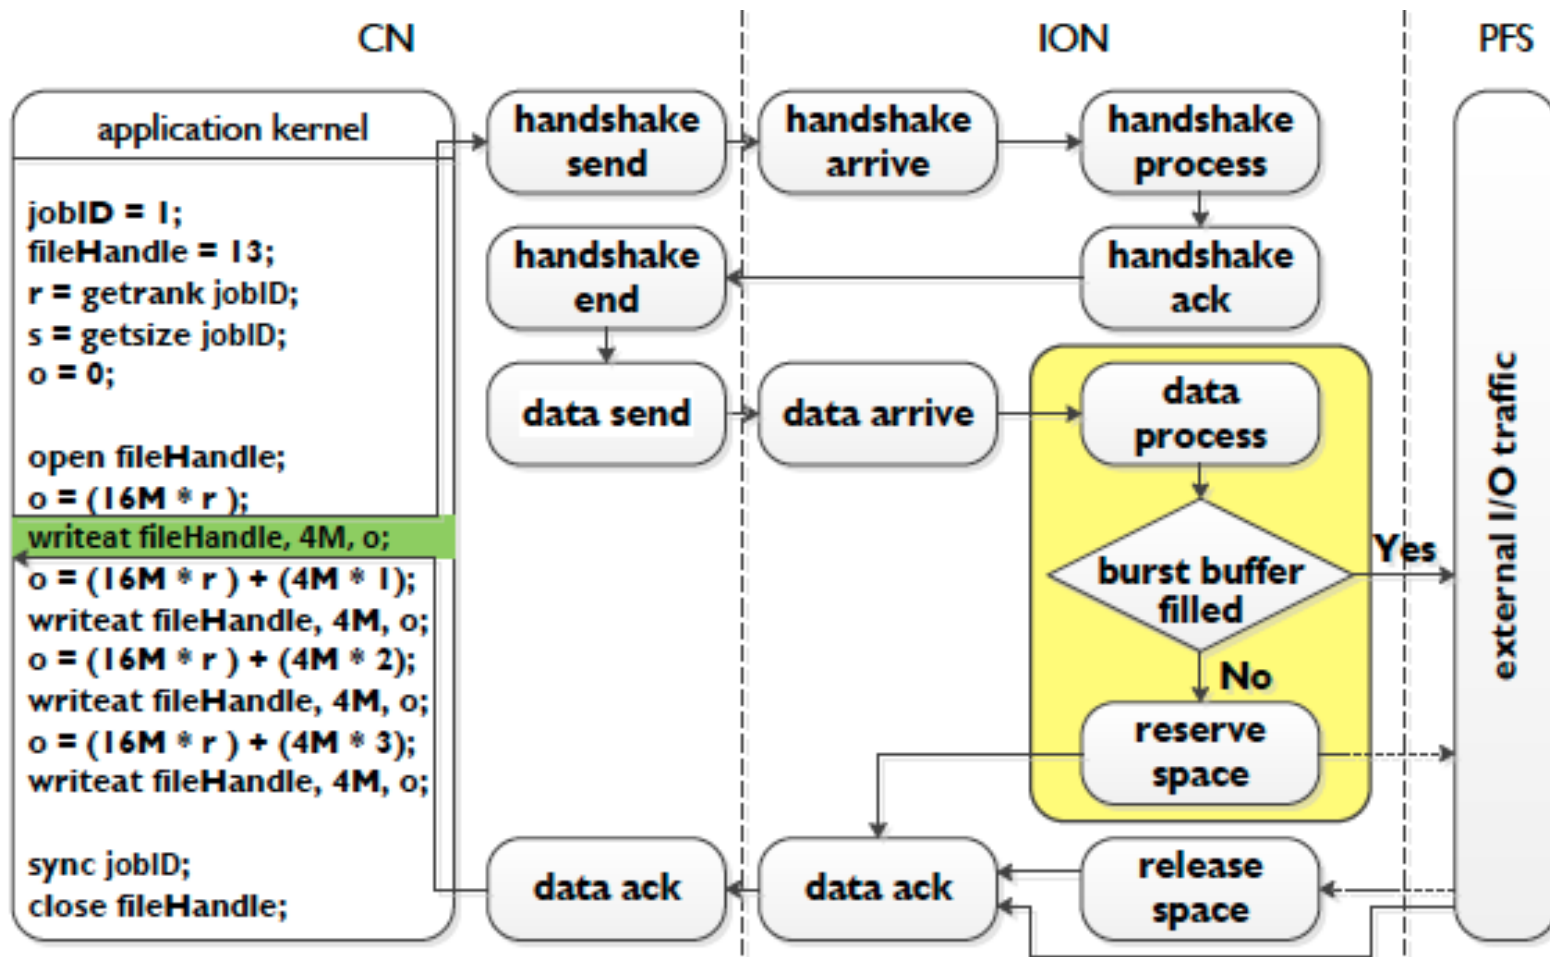 CN
ION
PFS
application kernel
jobID = 1;
fileHandle = 13;
r = getrank jobID;
s = getsize jobID;
o = 0;
open fileHandle;
o = (16M * r );
writeat fileHandle, 4M, o;
o = (16M * r ) + (4M * 1);
writeat fileHandle, 4M, o;
o = (16M * r ) + (4M * 2);
writeat fileHandle, 4M, o;
o = (16M * r ) + (4M * 3);
writeat fileHandle, 4M, o;
sync jobID;
close fileHandle;
handshake
send
handshake
arrive
handshake
process
handshake
end
handshake
ack
data send
data arrive
data
process
burst buffer
filled
Yes
No
reserve
space
data ack
data ack
release
space
external I/O traffic